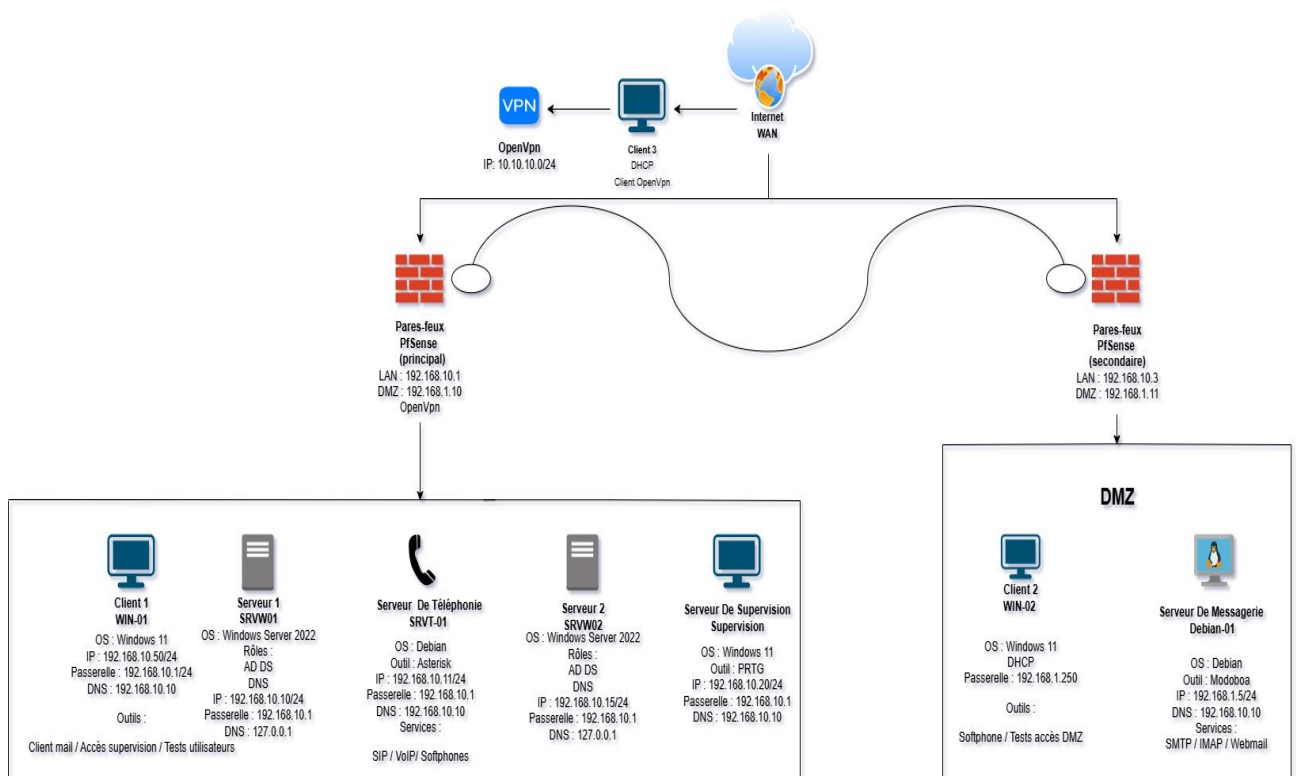 Internet
WAN
VPN
OpenVpn
IP: 10.10.10.0/24
Client 3
DHCP
Client OpenVpn
Pares-feux
PfSense
(principal)
LAN : 192.168.10.1
DMZ : 192.168.1.10
OpenVpn
Pares-feux
PfSense
(secondaire)
LAN : 192.168.10.3
DMZ : 192.168.1.11
Client 1
WIN-01
OS : Windows 11
IP : 192.168.10.50/24
Passerelle : 192.168.10.1/24
DNS : 192.168.10.10
Outils :
Client mail / Accès supervision / Tests utilisateurs
Serveur 1
SRVW01
OS : Windows Server 2022
Rôles :
AD DS
DNS
IP : 192.168.10.10/24
Passerelle : 192.168.10.1
DNS : 127.0.0.1
Serveur De Téléphonie
SRVT-01
OS : Debian
Outil : Asterisk
IP : 192.168.10.11/24
Passerelle : 192.168.10.1
DNS : 192.168.10.10
Services :
SIP / VoIP/ Softphones
Serveur 2
SRVW02
OS : Windows Server 2022
Rôles :
AD DS
DNS
IP : 192.168.10.15/24
Passerelle : 192.168.10.1
DNS : 127.0.0.1
Serveur De Supervision
Supervision
OS : Windows 11
Outil : PRTG
IP : 192.168.10.20/24
Passerelle : 192.168.10.1
DNS : 192.168.10.10
DMZ
Client 2
WIN-02
OS : Windows 11
DHCP
Passerelle : 192.168.1.250
Outils :
Softphone / Tests accès DMZ
Serveur De Messagerie
Debian-01
OS : Debian
Outil : Modoboa
IP : 192.168.1.5/24
DNS : 192.168.10.10
Services :
SMTP / IMAP / Webmail